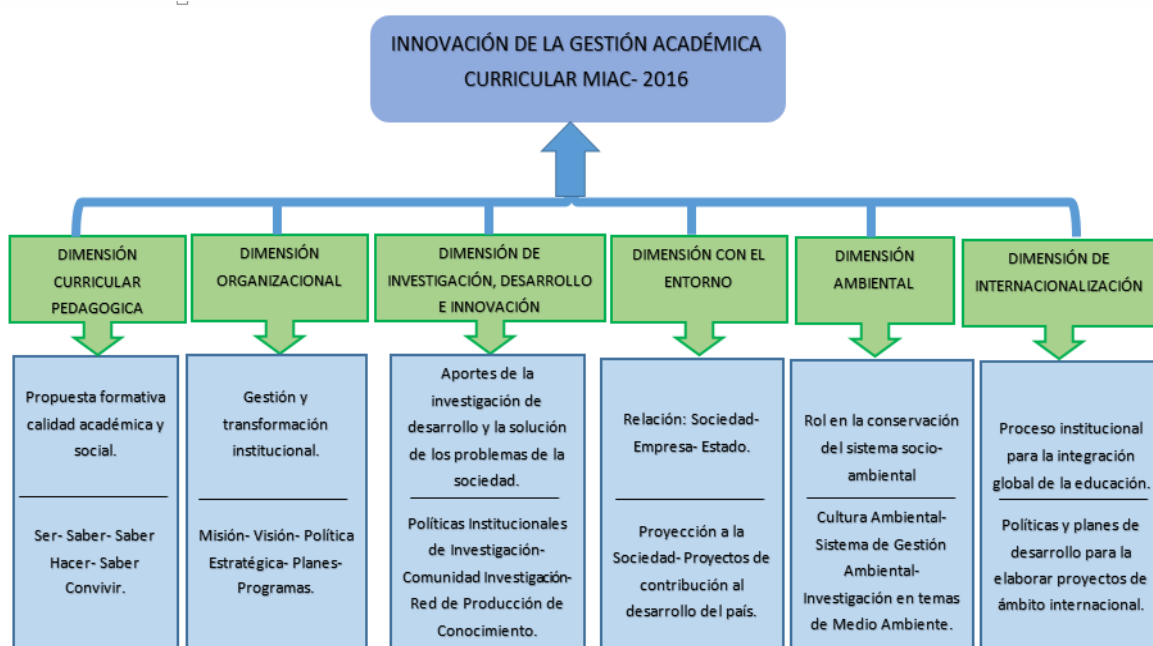 INNOVACIÓN DE LA GESTIÓN ACADÉMICA
CURRICULAR MIAC- 2016
DIMENSIÓN
CURRICULAR
PEDAGOGICA
DIMENSIÓN
ORGANIZACIONAL
DIMENSIÓN DE
INVESTIGACIÓN, DESARROLLO
E INNOVACIÓN
DIMENSIÓN CON EL
ENTORNO
DIMENSIÓN
AMBIENTAL
DIMENSIÓN DE
INTERNACIONALIZACIÓN
Propuesta formativa
calidad académica y
social.
Ser- Saber- Saber
Hacer- Saber
Convivir.
Gestión y
transformación
institucional.
Misión- Visión- Política
Estratégica- Planes-
Programas.
Aportes de la
investigación de
desarrollo y la solución
de los problemas de la
sociedad.
Políticas Institucionales
de Investigación-
Comunidad Investigación-
Red de Producción de
Conocimiento.
Relación: Sociedad-
Empresa- Estado.
Proyección a la
Sociedad- Proyectos de
contribución al
desarrollo del país.
Rol en la conservación
del sistema socio-
ambiental
Cultura Ambiental-
Sistema de Gestión
Ambiental-
Investigación en temas
de Medio Ambiente.
Proceso institucional
para la integración
global de la educación.
Políticas y planes de
desarrollo para la
elaborar proyectos de
ámbito internacional.